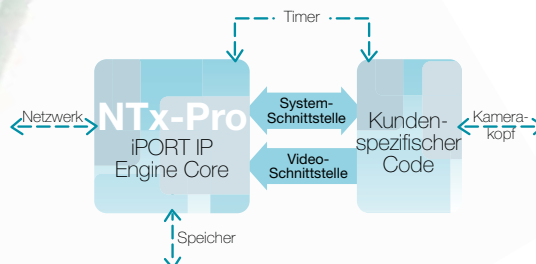 Timer
Netzwerk
NTx-Pro
iPORT IP
Engine Core
System-
Schnittstelle
Video-
Schnittstelle
Kunden-
spezifischer
Code
Kamera-
kopf
Speicher